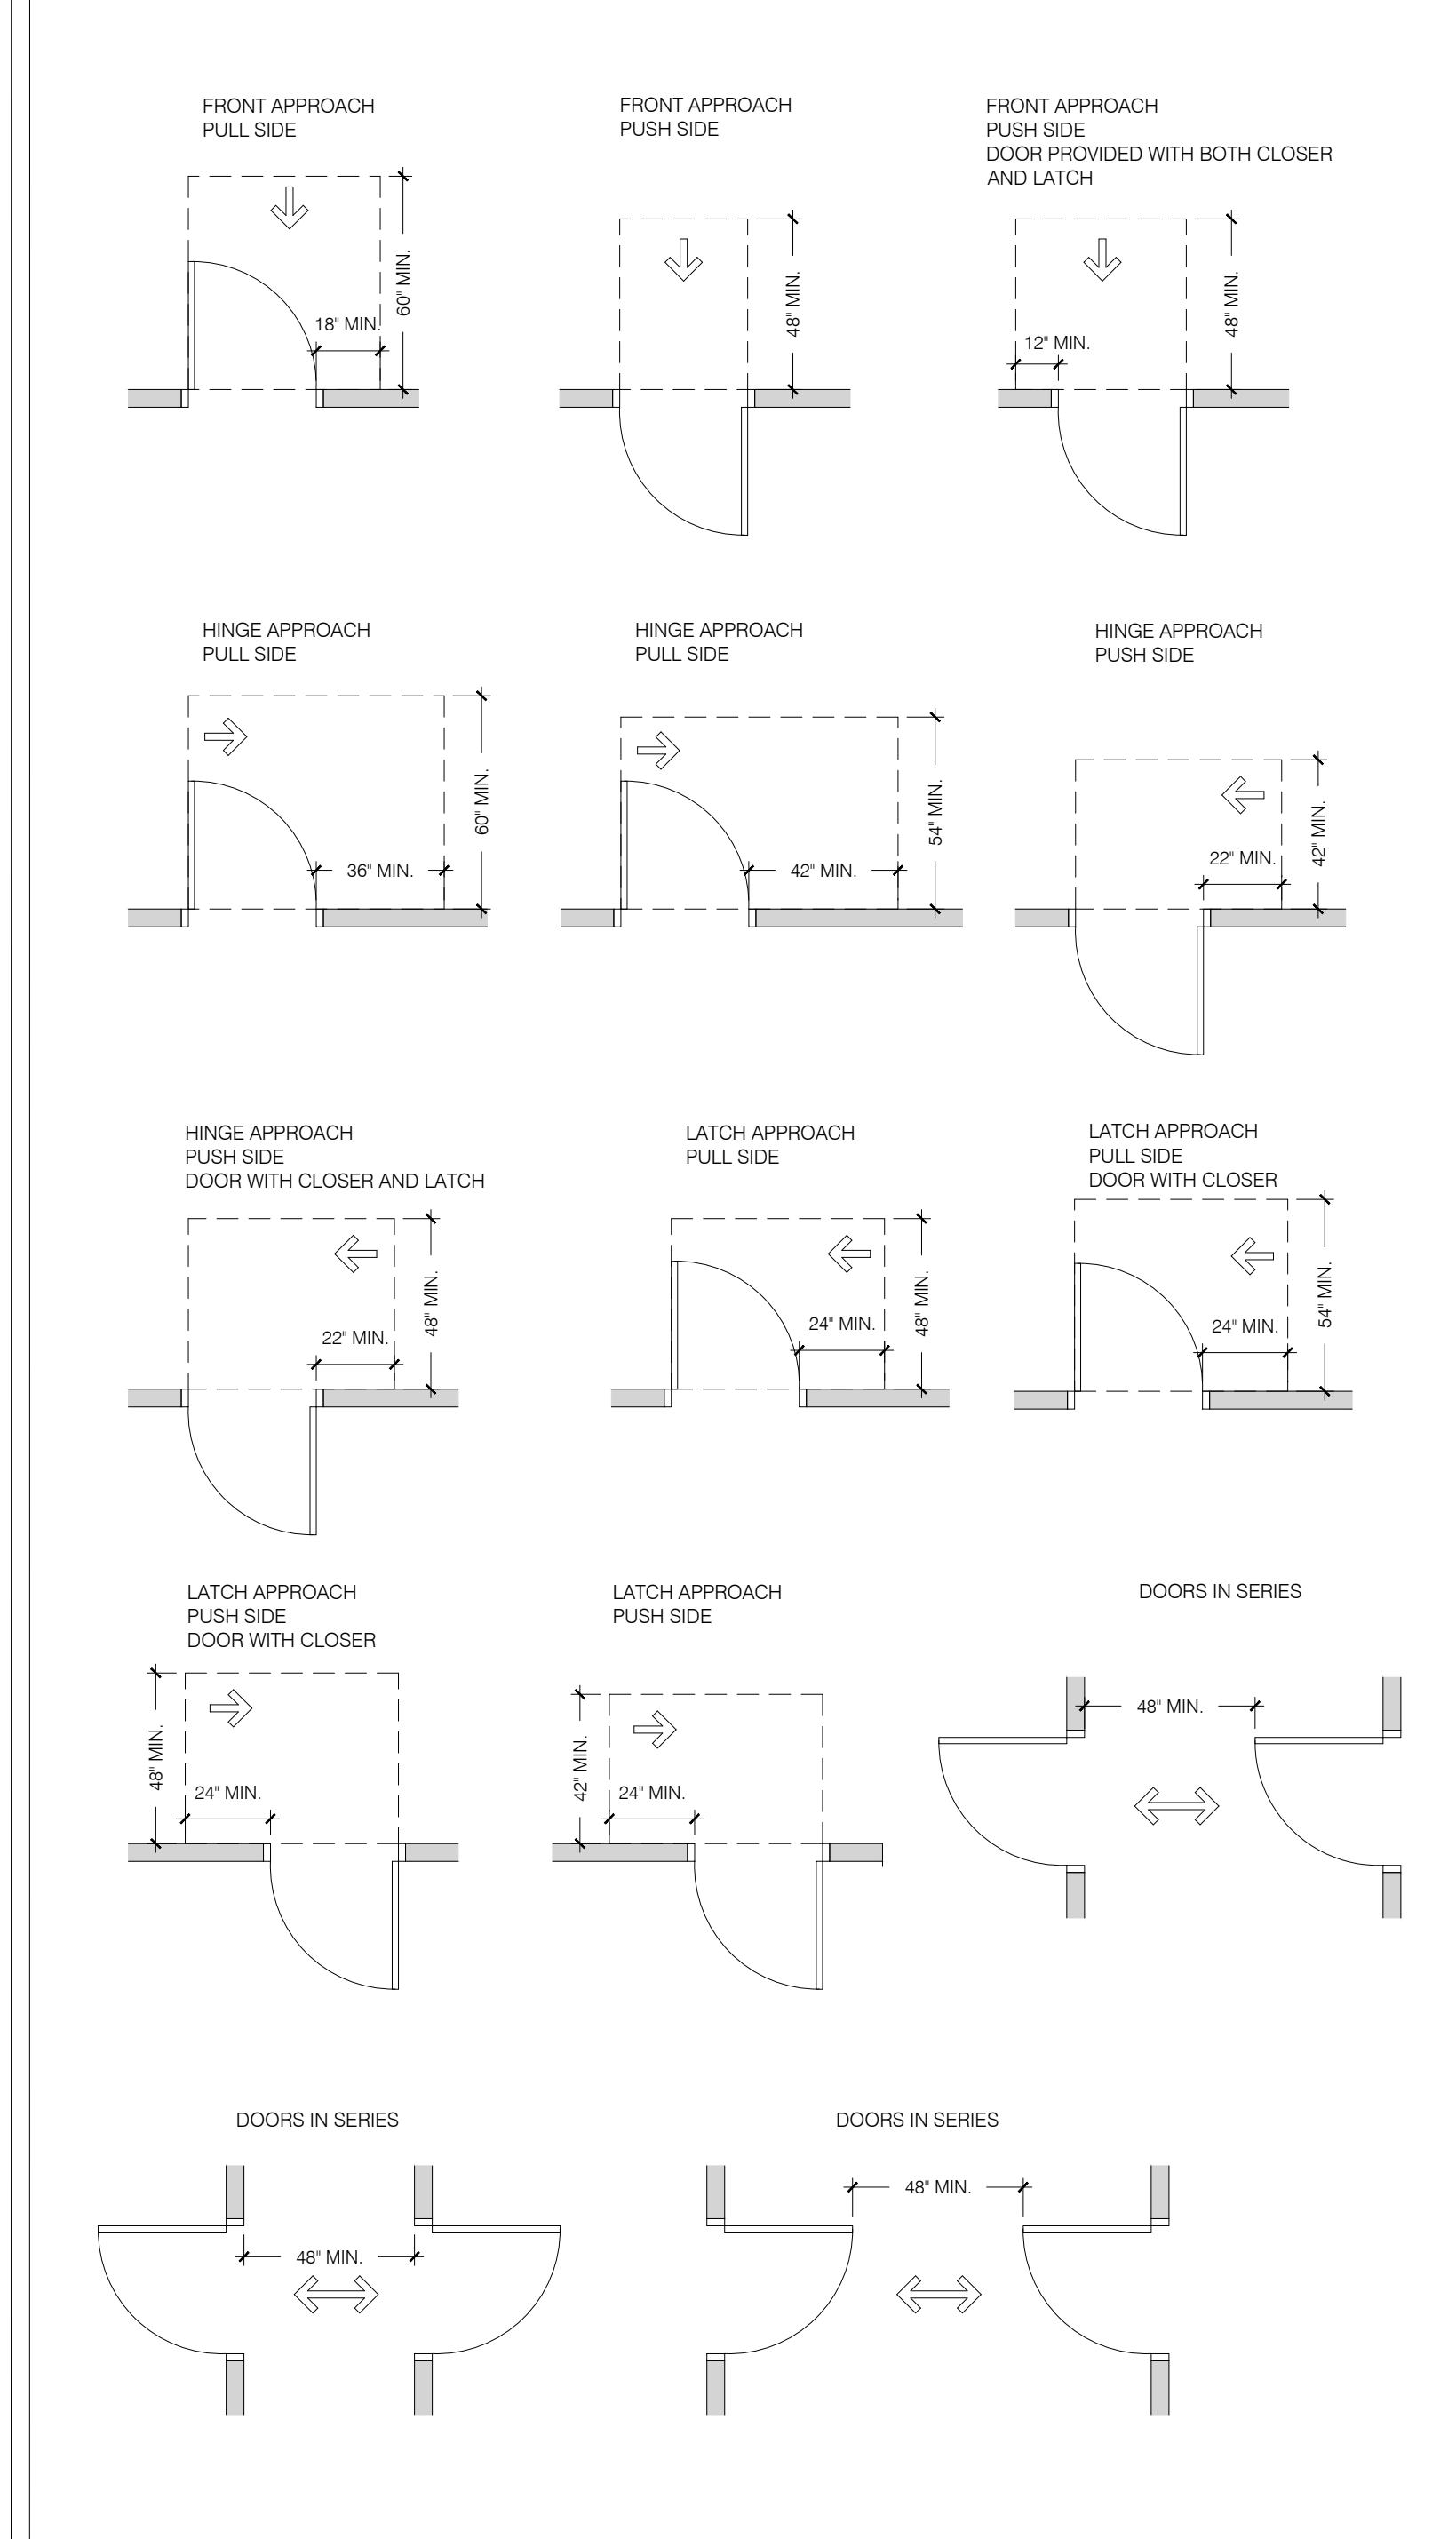 FRONT APPROACH
PULL SIDE
60" MIN.
18" MIN.
FRONT APPROACH
PUSH SIDE
48" MIN.
FRONT APPROACH
PUSH SIDE
DOOR PROVIDED WITH BOTH CLOSER
AND LATCH
48" MIN.
12" MIN.
HINGE APPROACH
PULL SIDE
60" MIN.
36" MIN.
HINGE APPROACH
PULL SIDE
54" MIN.
42" MIN.
HINGE APPROACH
PUSH SIDE
42" MIN.
22" MIN.
HINGE APPROACH
PUSH SIDE
DOOR WITH CLOSER AND LATCH
48" MIN.
22" MIN.
LATCH APPROACH
PULL SIDE
48" MIN.
24" MIN.
LATCH APPROACH
PULL SIDE
DOOR WITH CLOSER
54" MIN.
24" MIN.
LATCH APPROACH
PUSH SIDE
DOOR WITH CLOSER
48" MIN.
24" MIN.
LATCH APPROACH
PUSH SIDE
42" MIN.
24" MIN.
DOORS IN SERIES
48" MIN.
DOORS IN SERIES
48" MIN.
DOORS IN SERIES
48" MIN.